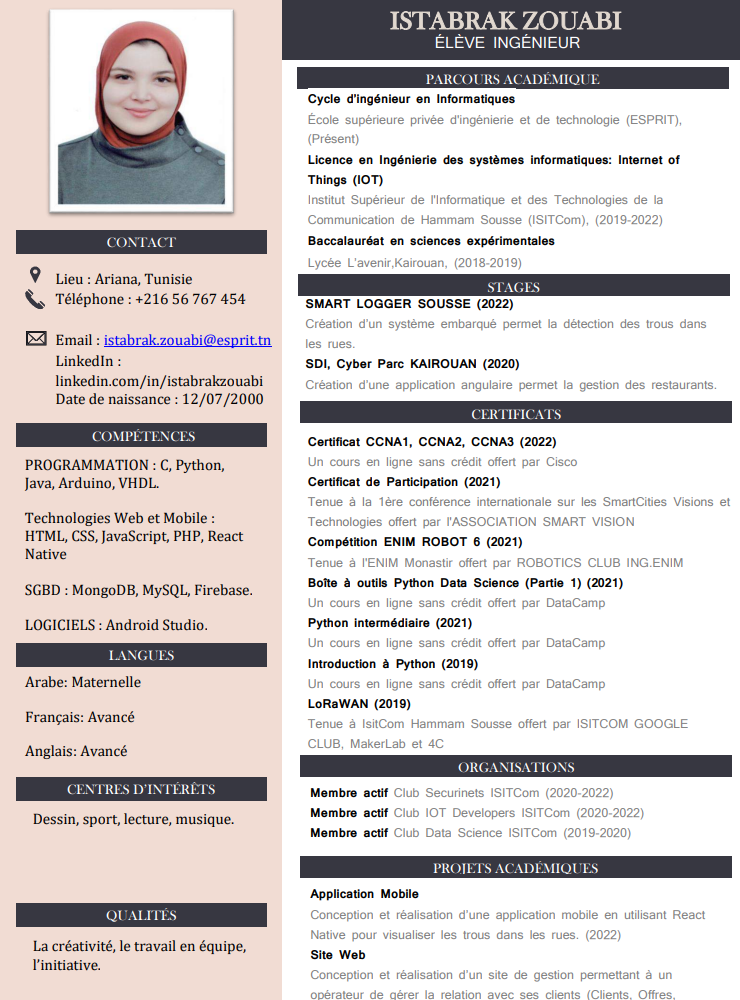 ISTABRAK ZOUABI
ÉLÈVE INGÉNIEUR
CONTACT
Lieu : Ariana, Tunisie
Téléphone : +216 56 767 454
Email : istabrak.zouabi@esprit.tn
LinkedIn :
linkedin.com/in/istabrakzouabi
Date de naissance : 12/07/2000
COMPÉTENCES
PROGRAMMATION : C, Python,
Java, Arduino, VHDL.
Technologies Web et Mobile :
HTML, CSS, JavaScript, PHP, React
Native
SGBD : MongoDB, MySQL, Firebase.
LOGICIELS : Android Studio.
LANGUES
Arabe: Maternelle
Français: Avancé
Anglais: Avancé
CENTRES D'INTÉRÊTS
Dessin, sport, lecture, musique.
QUALITÉS
La créativité, le travail en équipe,
l'initiative.
PARCOURS ACADÉMIQUE
Cycle d'ingénieur en Informatiques
École supérieure privée d'ingénierie et de technologie (ESPRIT),
(Présent)
Licence en Ingénierie des systèmes informatiques: Internet of
Things (IOT)
Institut Supérieur de l'Informatique et des Technologies de la
Communication de Hammam Sousse (ISITCom), (2019-2022)
Baccalauréat en sciences expérimentales
Lycée L'avenir,Kairouan, (2018-2019)
STAGES
SMART LOGGER SOUSSE (2022)
Création d'un système embarqué permet la détection des trous dans
les rues.
SDI, Cyber Parc KAIROUAN (2020)
Création d'une application angulaire permet la gestion des restaurants.
CERTIFICATS
Certificat CCNA1, CCNA2, CCNA3 (2022)
Un cours en ligne sans crédit offert par Cisco
Certificat de Participation (2021)
Tenue à la 1ère conférence internationale sur les SmartCities Visions et
Technologies offert par l'ASSOCIATION SMART VISION
Compétition ENIM ROBOT 6 (2021)
Tenue à l'ENIM Monastir offert par ROBOTICS CLUB ING.ENIM
Boîte à outils Python Data Science (Partie 1) (2021)
Un cours en ligne sans crédit offert par DataCamp
Python intermédiaire (2021)
Un cours en ligne sans crédit offert par DataCamp
Introduction à Python (2019)
Un cours en ligne sans crédit offert par DataCamp
LoRaWAN (2019)
Tenue à IsitCom Hammam Sousse offert par ISITCOM GOOGLE
CLUB, MakerLab et 4C
ORGANISATIONS
Membre actif Club Securinets ISITCom (2020-2022)
Membre actif Club IOT Developers ISITCom (2020-2022)
Membre actif Club Data Science ISITCom (2019-2020)
PROJETS ACADÉMIQUES
Application Mobile
Conception et réalisation d'une application mobile en utilisant React
Native pour visualiser les trous dans les rues. (2022)
Site Web
Conception et réalisation d'un site de gestion permettant à un
opérateur de gérer la relation avec ses clients (Clients, Offres,